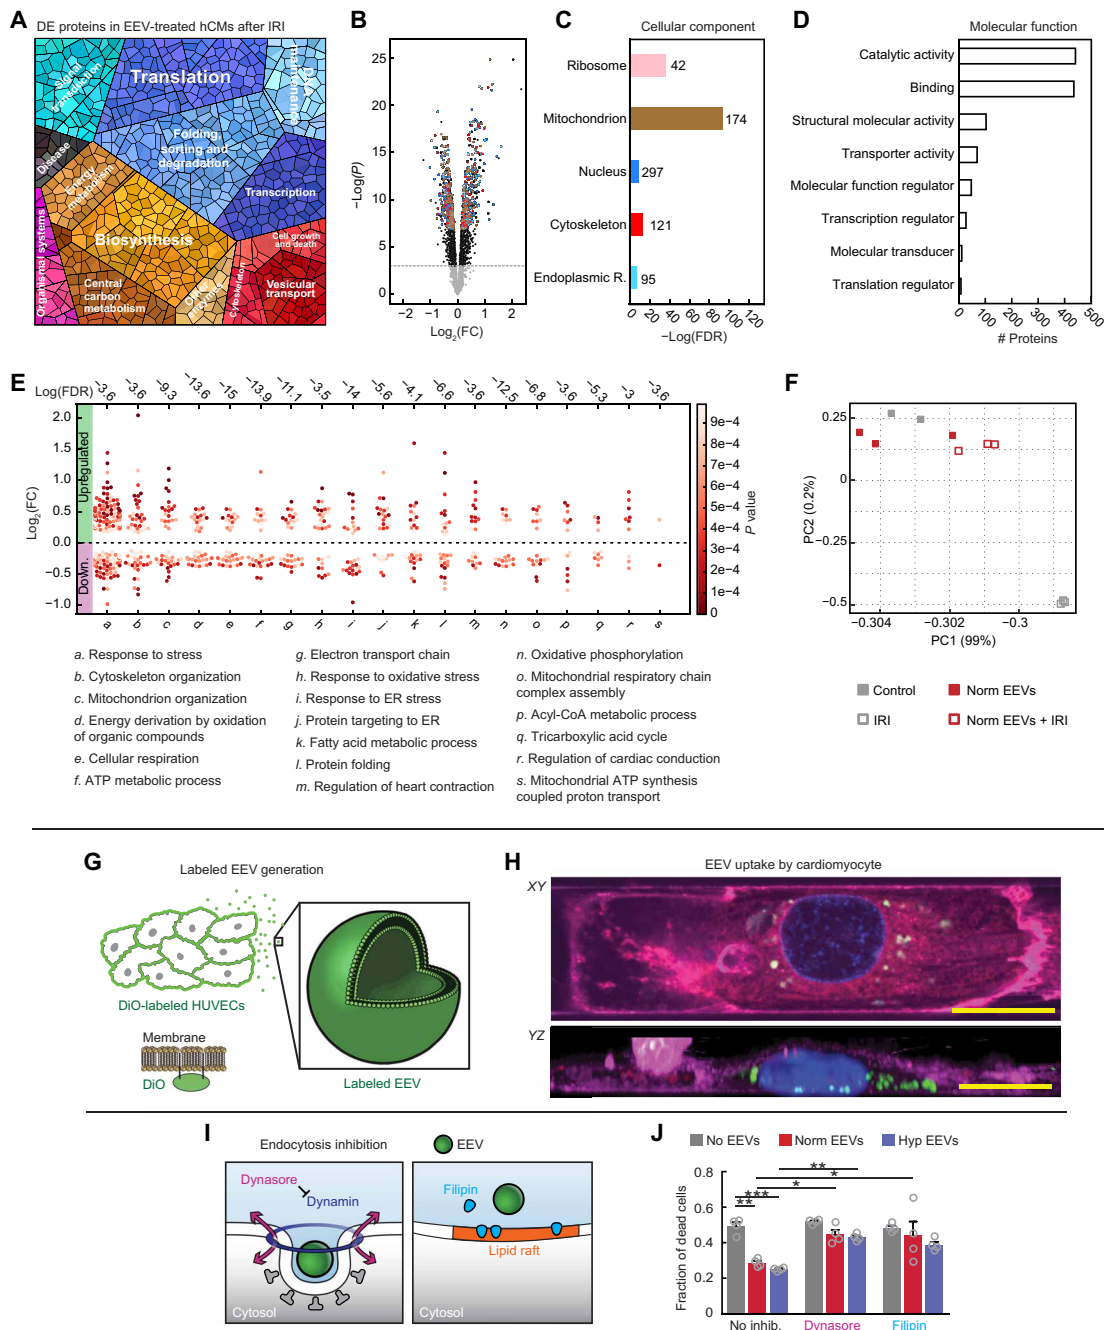 A
DE proteins in EEV-treated hCMs after IRI
Signal
transduction
Translation
DNA
maintenance
Folding,
sorting and
degradation
Disease
Energy
metabolism
Transcription
Organismal systems
Biosynthesis
Cell growth
and death
Central
carbon
metabolism
Other
enzymes
Cytoskeleton
Vesicular
transport
B
−Log(P)
25
20
15
10
5
0
−2 −1 0 1 2
Log2(FC)
C
Cellular component
Ribosome 42
Mitochondrion 174
Nucleus 297
Cytoskeleton 121
Endoplasmic R. 95
0 20 40 60 80 100 120
−Log(FDR)
D
Molecular function
Catalytic activity
Binding
Structural molecular activity
Transporter activity
Molecular function regulator
Transcription regulator
Molecular transducer
Translation regulator
0 100 200 300 400 500
# Proteins
E
Log(FDR) −3.6 −3.6 −9.3 −13.6 −15 −13.9 −11.1 −3.5 −14 −5.6 −4.1 −6.6 −3.6 −12.5 −6.8 −3.6 −5.3 −3 −3.6
Log2(FC)
2.0
1.5
1.0
0.5
0.0
−0.5
−1.0
Upregulated
Down.
a b c d e f g h i j k l m n o p q r s
9e−4
8e−4
7e−4
6e−4
5e−4
4e−4
3e−4
2e−4
1e−4
0
P value
a. Response to stress
b. Cytoskeleton organization
c. Mitochondrion organization
d. Energy derivation by oxidation
of organic compounds
e. Cellular respiration
f. ATP metabolic process
g. Electron transport chain
h. Response to oxidative stress
i. Response to ER stress
j. Protein targeting to ER
k. Fatty acid metabolic process
l. Protein folding
m. Regulation of heart contraction
n. Oxidative phosphorylation
o. Mitochondrial respiratory chain
complex assembly
p. Acyl-CoA metabolic process
q. Tricarboxylic acid cycle
r. Regulation of cardiac conduction
s. Mitochondrial ATP synthesis
coupled proton transport
F
PC2 (0.2%)
0.25
0
−0.25
−0.5
−0.304 −0.302 −0.3
PC1 (99%)
Control Norm EEVs
IRI Norm EEVs + IRI
G
Labeled EEV generation
DiO-labeled HUVECs
Membrane
DiO
Labeled EEV
H
EEV uptake by cardiomyocyte
XY
YZ
I
Endocytosis inhibition EEV
Dynasore
Dynamin
Cytosol
Filipin
Lipid raft
Cytosol
J
No EEVs Norm EEVs Hyp EEVs
Fraction of dead cells
0.8
0.6
0.4
0.2
0
**
*
*
***
**
No inhib. Dynasore Filipin